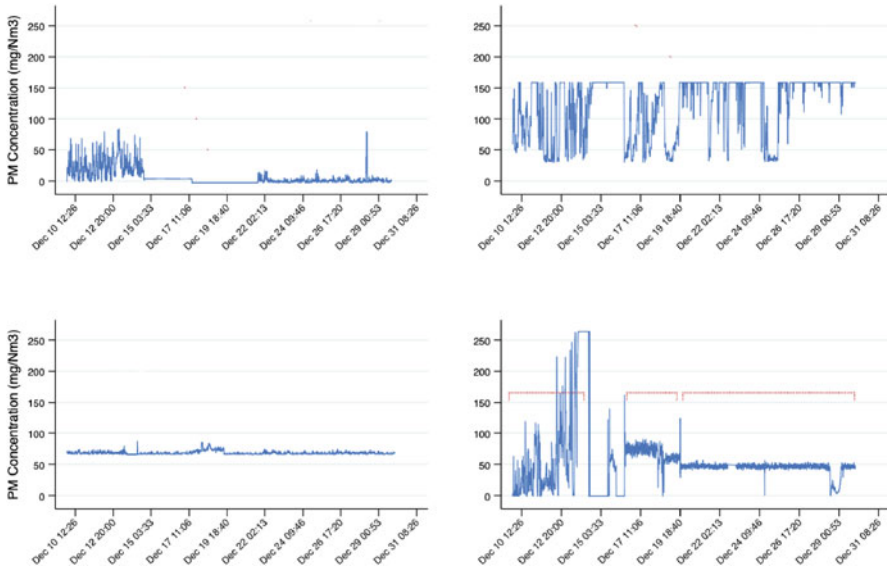 PM Concentration (mg/Nm3)
250
200
150
100
50
0
Dec 10 12:26
Dec 12 20:00
Dec 15 03:33
Dec 17 11:06
Dec 19 18:40
Dec 22 02:13
Dec 24 09:46
Dec 26 17:20
Dec 29 00:53
Dec 31 08:26
250
200
150
100
50
0
Dec 10 12:26
Dec 12 20:00
Dec 15 03:33
Dec 17 11:06
Dec 19 18:40
Dec 22 02:13
Dec 24 09:46
Dec 26 17:20
Dec 29 00:53
Dec 31 08:26
PM Concentration (mg/Nm3)
250
200
150
100
50
0
Dec 10 12:26
Dec 12 20:00
Dec 15 03:33
Dec 17 11:06
Dec 19 18:40
Dec 22 02:13
Dec 24 09:46
Dec 26 17:20
Dec 29 00:53
Dec 31 08:26
250
200
150
100
50
0
Dec 10 12:26
Dec 12 20:00
Dec 15 03:33
Dec 17 11:06
Dec 19 18:40
Dec 22 02:13
Dec 24 09:46
Dec 26 17:20
Dec 29 00:53
Dec 31 08:26